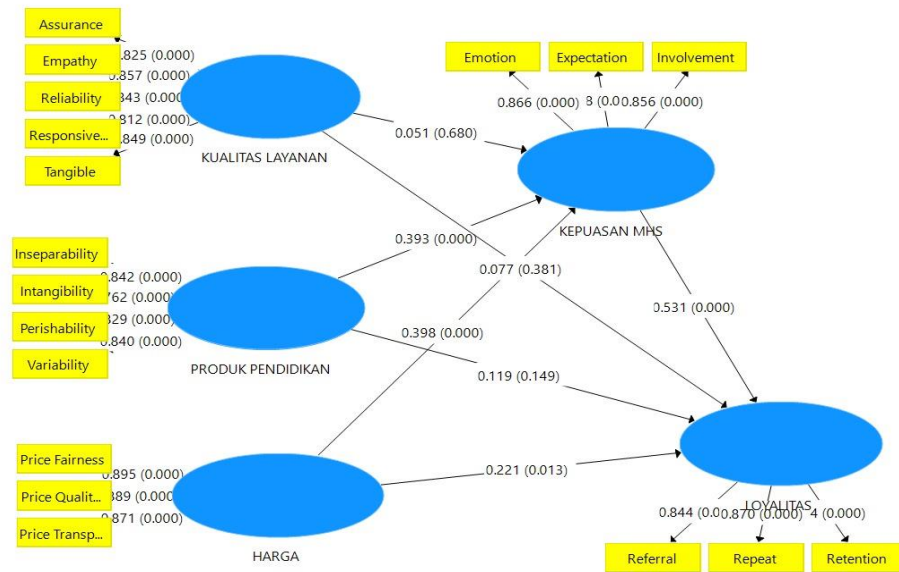 Assurance
Empathy
Reliability
Responsive...
Tangible
.825 (0.000)
.857 (0.000)
.843 (0.000)
.812 (0.000)
.849 (0.000)
KUALITAS LAYANAN
Emotion
Expectation
Involvement
0.866 (0.000)
0.856 (0.000)
KEPUASAN MHS
0.051 (0.680)
0.393 (0.000)
0.077 (0.381)
0.398 (0.000)
0.531 (0.000)
Inseparability
Intangibility
Perishability
Variability
0.842 (0.000)
762 (0.000)
829 (0.000)
0.840 (0.000)
PRODUK PENDIDIKAN
0.119 (0.149)
0.221 (0.013)
Price Fairness
Price Qualit...
Price Transp...
0.895 (0.000)
889 (0.000)
0.871 (0.000)
HARGA
LOYALITAS
0.844 (0.0
0.870 (0.000)
4 (0.000)
Referral
Repeat
Retention